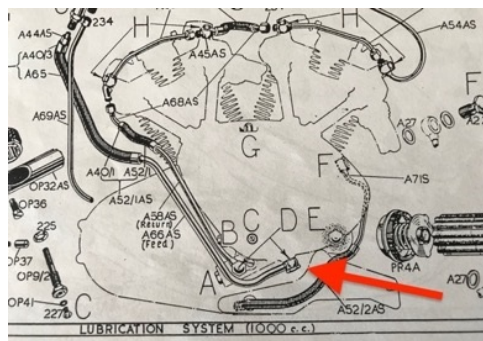 234
H
H
A44AS
A45AS
A54AS
A40/3
A65
A68AS
F
A69AS
G
A27
F
A71S
A40/1
A52/1
OP32AS
A52/1AS
OP36
A58AS
(Return)
A66AS
(Feed)
B
C
D
E
225
OP37
PR4A
OP9/2
A
A27
A52/2AS
OP41
C
227
LUBRICATION SYSTEM (1000 c.c.)